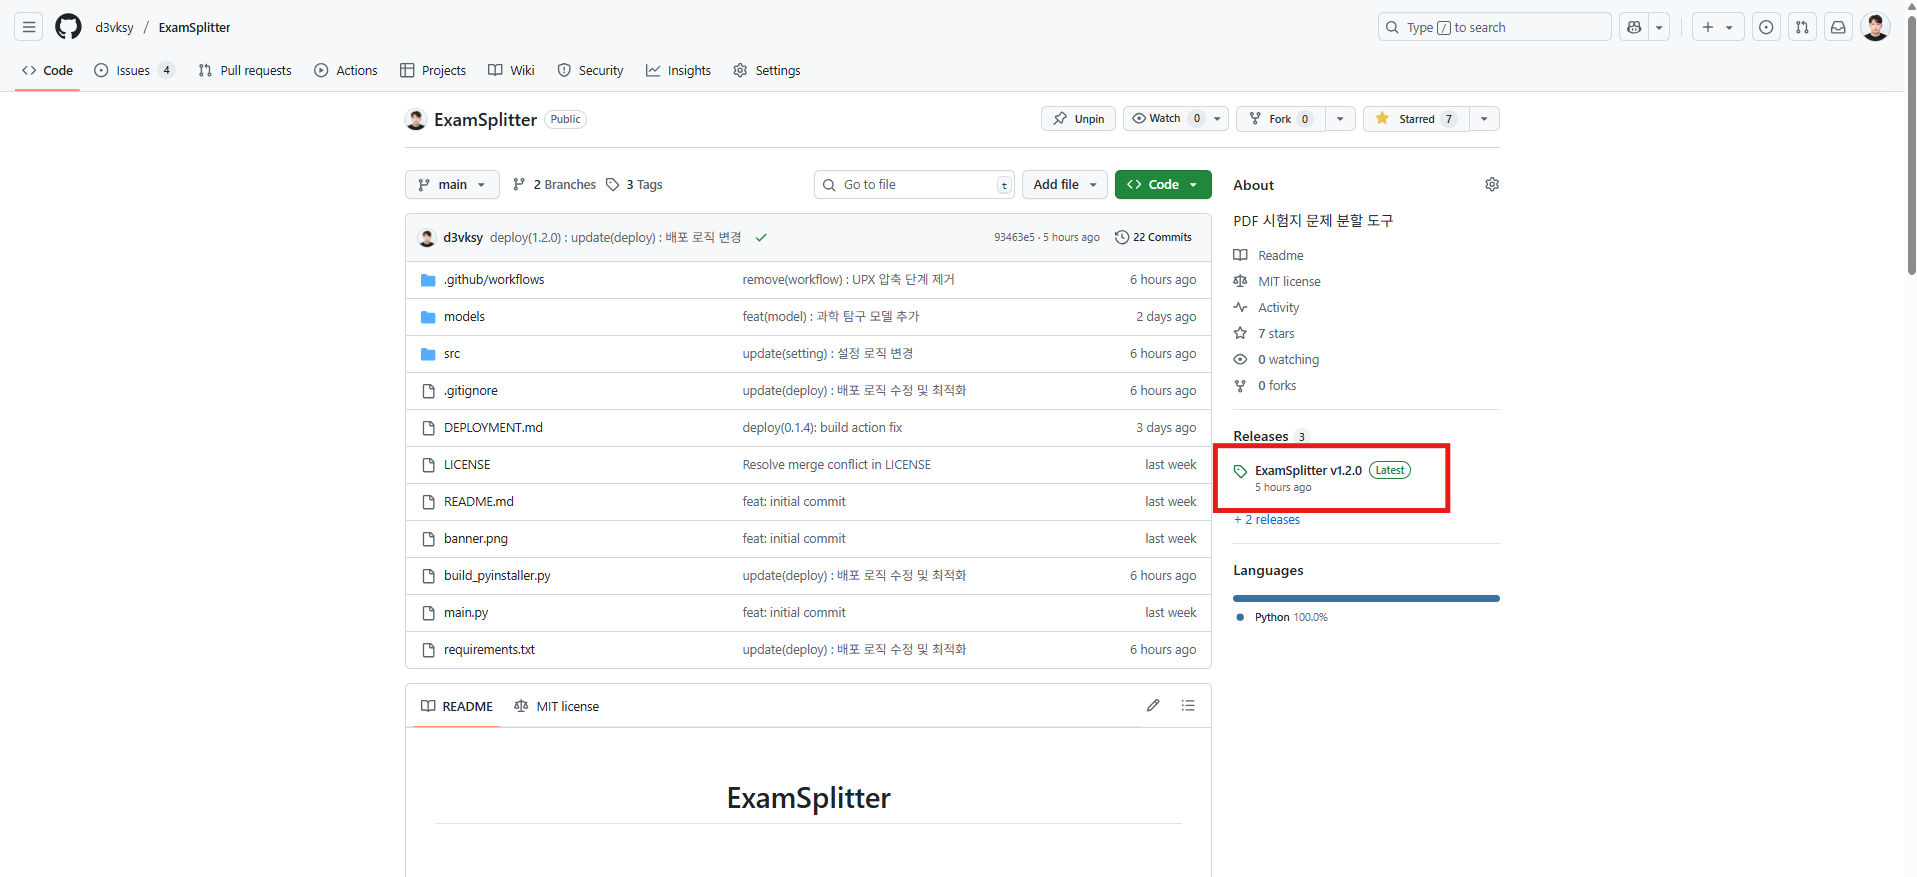 d3vksy / ExamSplitter
Type / to search
Code
Issues 4
Pull requests
Actions
Projects
Wiki
Security
Insights
Settings
ExamSplitter Public
Unpin
Watch 0
Fork 0
Starred 7
main
2 Branches
3 Tags
Go to file t
Add file
Code
d3vksy deploy(1.2.0) : update(deploy) : 배포 로직 변경 93463e5 · 5 hours ago 22 Commits
.github/workflows remove(workflow) : UPX 압축 단계 제거 6 hours ago
models feat(model) : 과학 탐구 모델 추가 2 days ago
src update(setting) : 설정 로직 변경 6 hours ago
.gitignore update(deploy) : 배포 로직 수정 및 최적화 6 hours ago
DEPLOYMENT.md deploy(0.1.4): build action fix 3 days ago
LICENSE Resolve merge conflict in LICENSE last week
README.md feat: initial commit last week
banner.png feat: initial commit last week
build_pyinstaller.py update(deploy) : 배포 로직 수정 및 최적화 6 hours ago
main.py feat: initial commit last week
requirements.txt update(deploy) : 배포 로직 수정 및 최적화 6 hours ago
README
MIT license
ExamSplitter
About
PDF 시험지 문제 분할 도구
Readme
MIT license
Activity
7 stars
0 watching
0 forks
Releases 3
ExamSplitter v1.2.0 Latest
5 hours ago
+ 2 releases
Languages
Python 100.0%